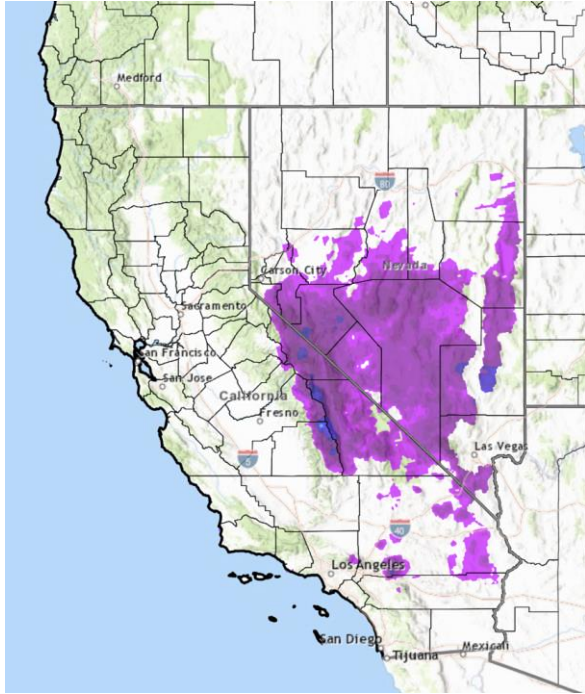 Medford
80
Carson City
Nevada
Sacramento
San Francisco
San Jose
California
Fresno
Las Vegas
5
40
Los Angeles
San Diego
Tijuana
Mexicali